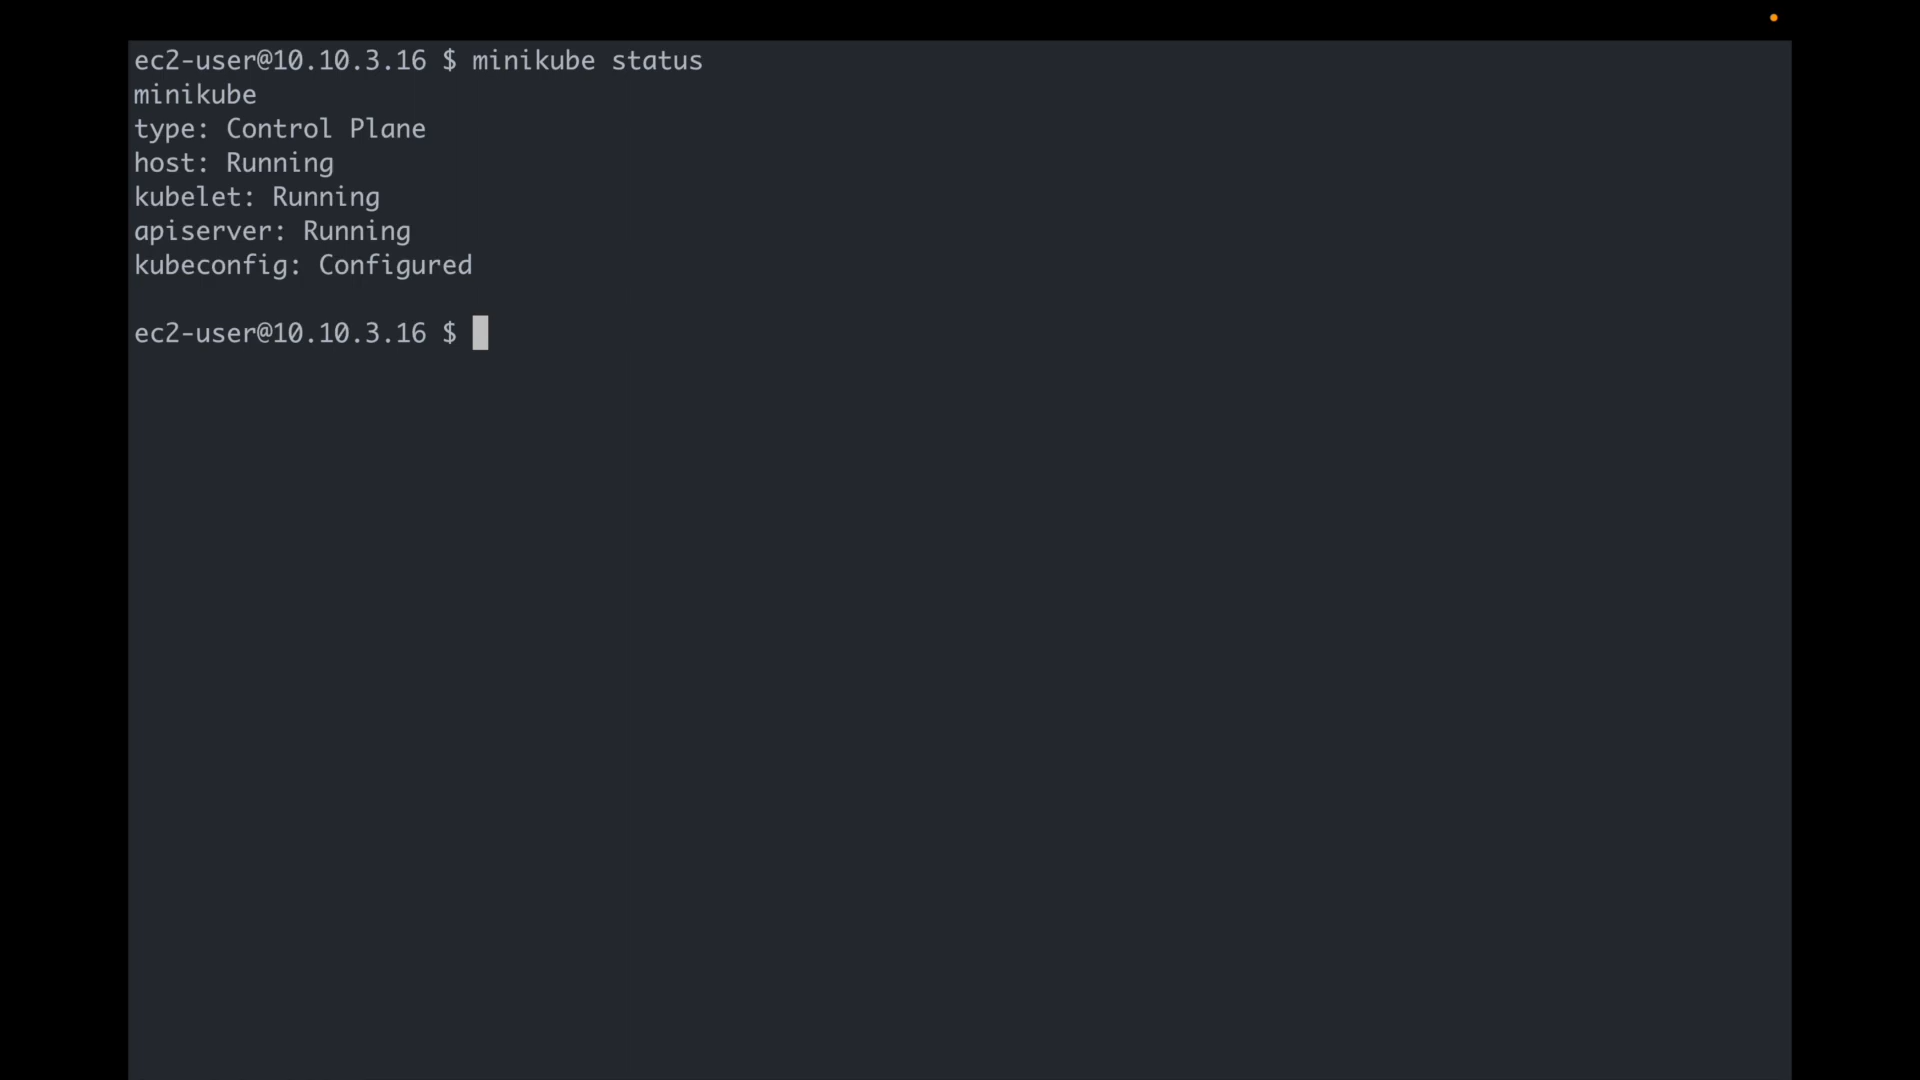 ec2-user@10.10.3.16 $ minikube status
minikube
type: Control Plane
host: Running
kubelet: Running
apiserver: Running
kubeconfig: Configured
ec2-user@10.10.3.16 $